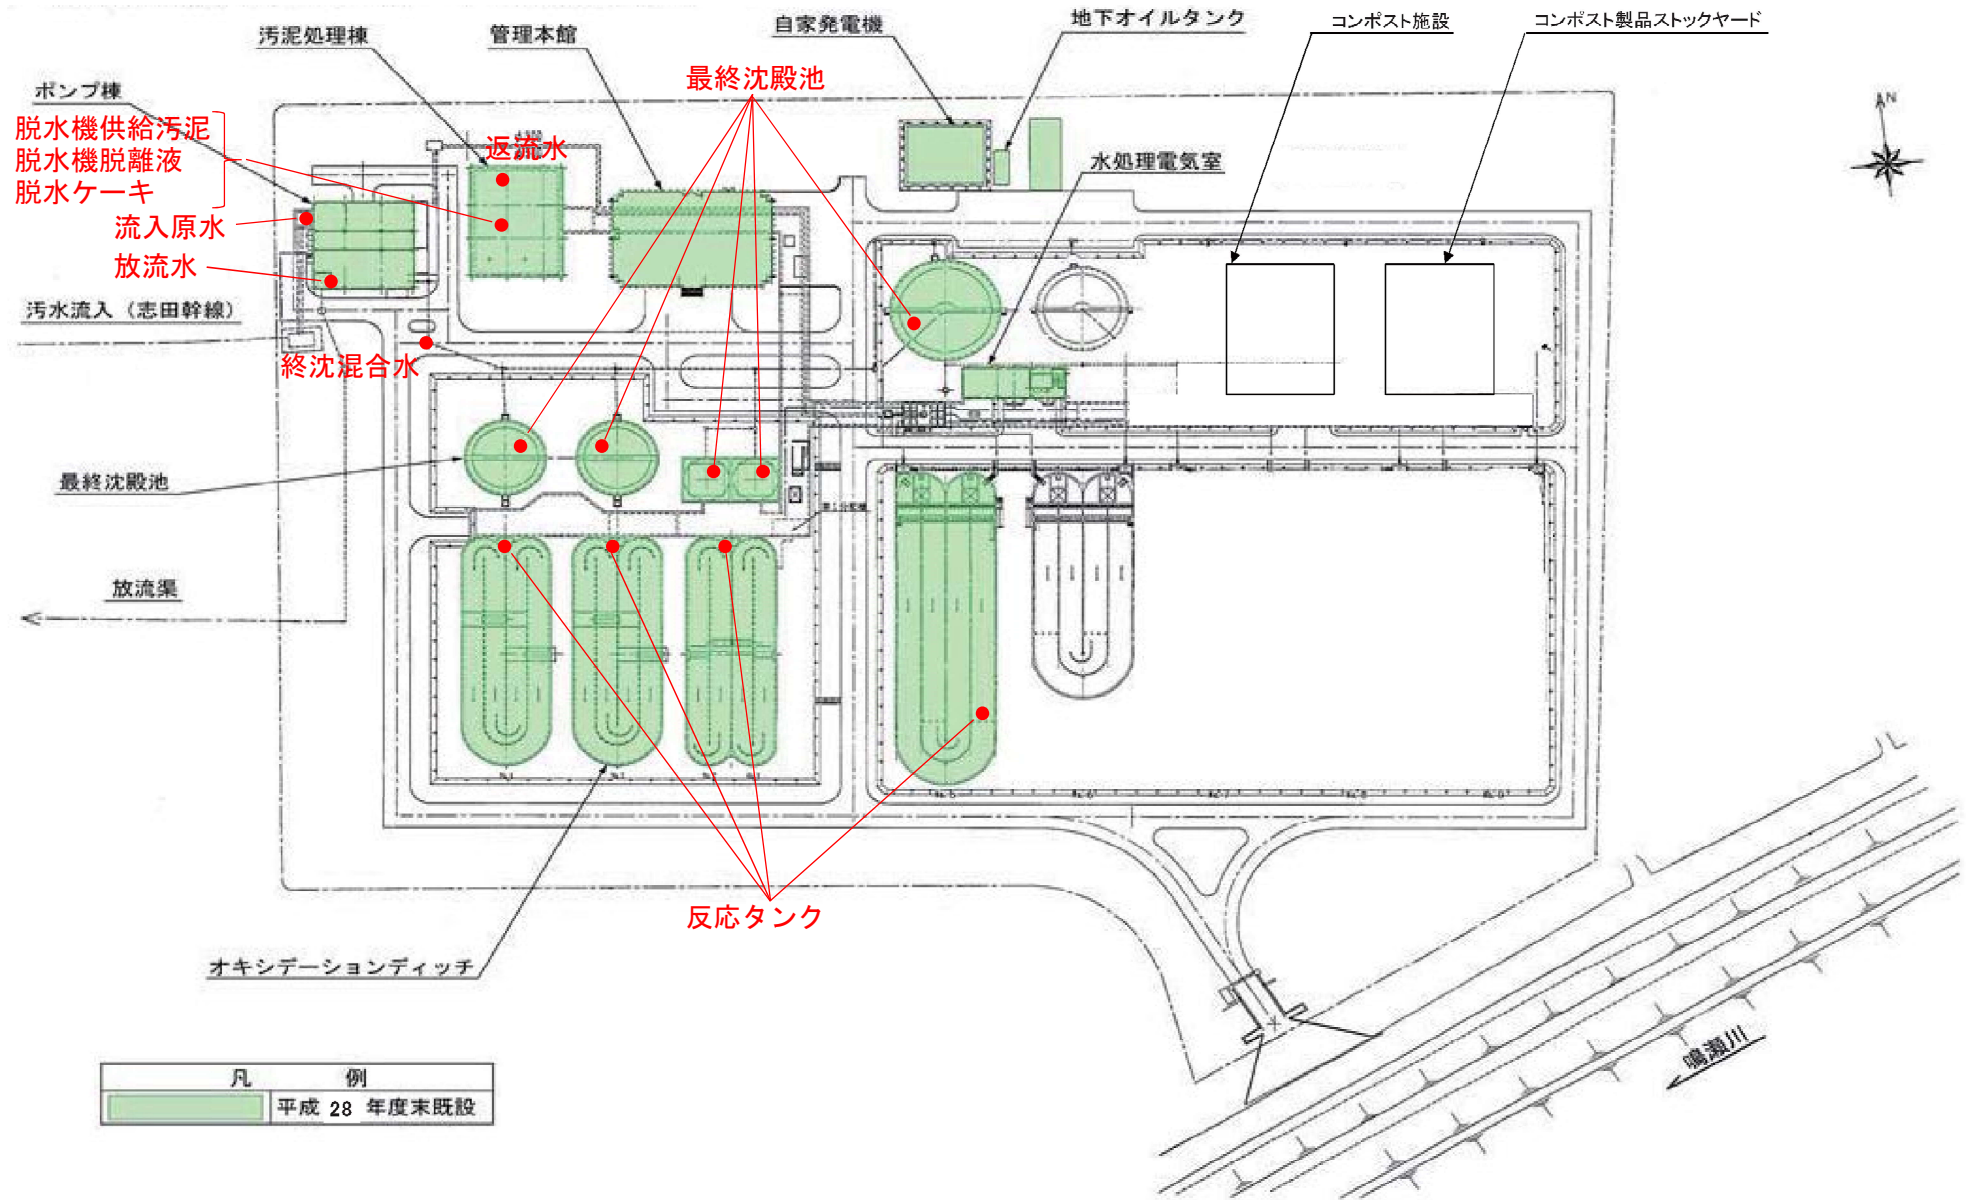 汚泥処理棟
管理本館
自家発電機
地下オイルタンク
コンポスト施設
コンポスト製品ストックヤード
最終沈殿池
ポンプ棟
脱水機供給汚泥
脱水機脱離液
脱水ケーキ
返流水
水処理電気室
N
流入原水
放流水
汚水流入（志田幹線）
終沈混合水
最終沈殿池
放流渠
反応タンク
オキシデーションディッチ
鳴瀬川
凡 例
平成 28 年度末既設